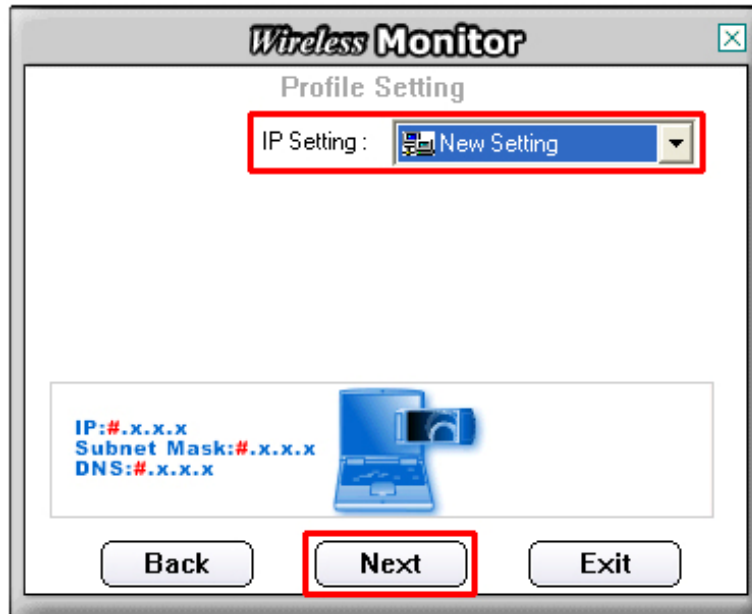 Wireless Monitor
Profile Setting
IP Setting : New Setting
IP:#.x.x.x
Subnet Mask:#.x.x.x
DNS:#.x.x.x
Back Next Exit